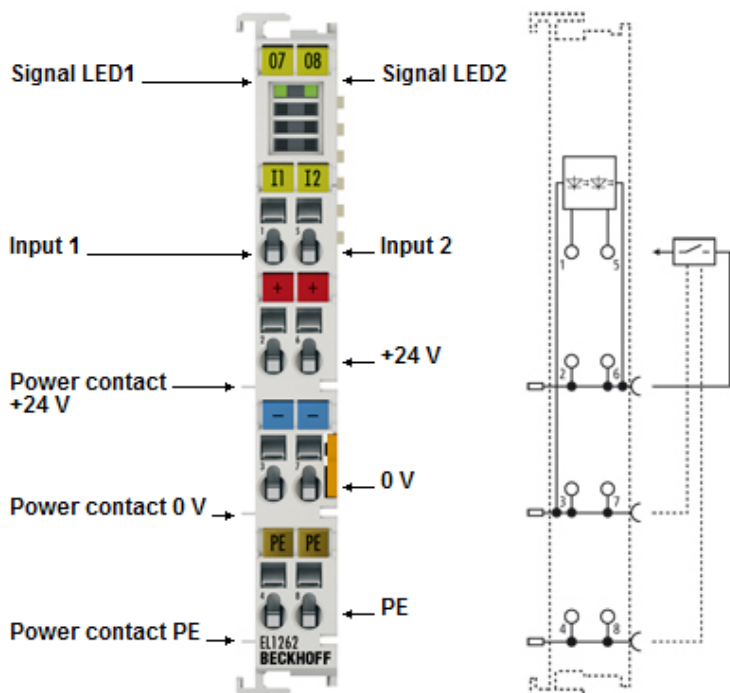 07 08
Signal LED1
Signal LED2
I1 I2
Input 1
1 5
Input 2
1 5
+ +
2 6
+24 V
2 6
Power contact
+24 V
− −
3 7
0 V
3 7
Power contact 0 V
PE PE
4 8
PE
4 8
Power contact PE
EL1262
BECKHOFF